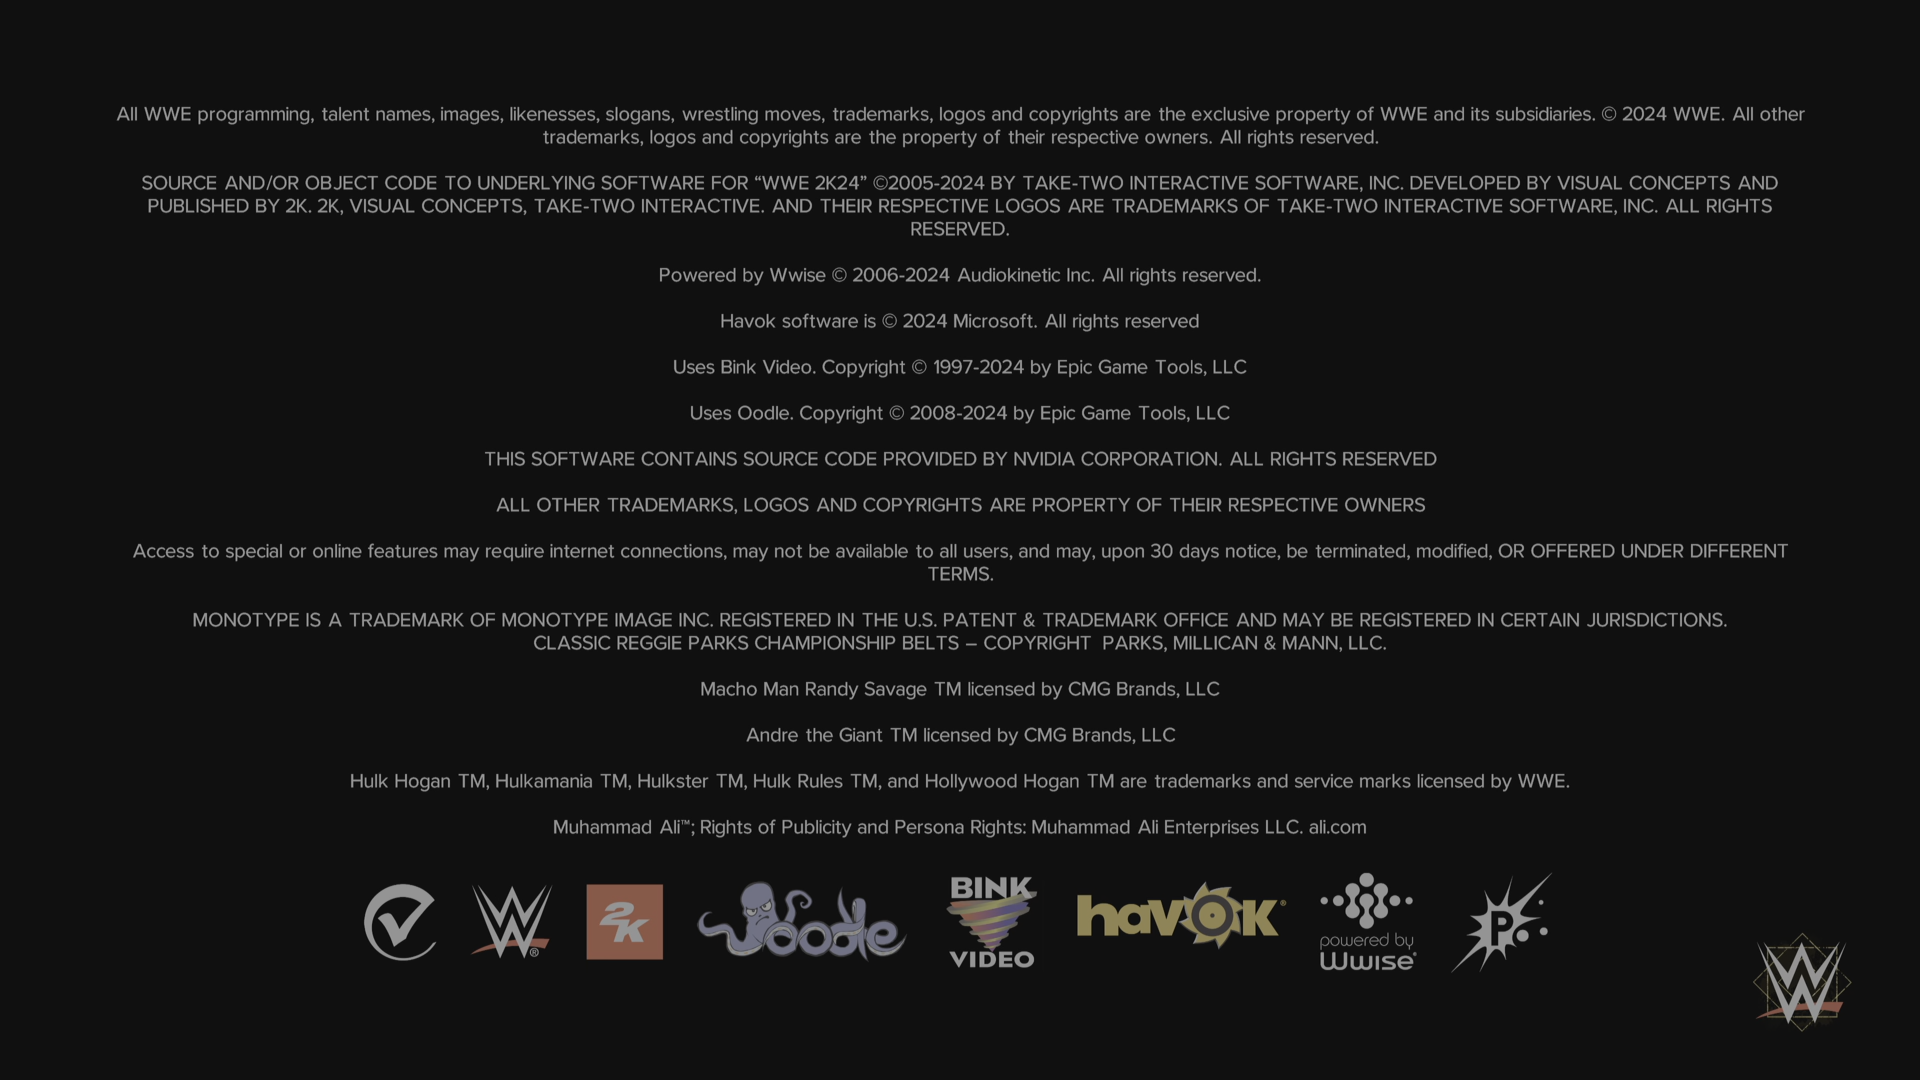 All WWE programming, talent names, images, likenesses, slogans, wrestling moves, trademarks, logos and copyrights are the exclusive property of WWE and its subsidiaries. © 2024 WWE. All other
trademarks, logos and copyrights are the property of their respective owners. All rights reserved.
SOURCE AND/OR OBJECT CODE TO UNDERLYING SOFTWARE FOR “WWE 2K24” ©2005-2024 BY TAKE-TWO INTERACTIVE SOFTWARE, INC. DEVELOPED BY VISUAL CONCEPTS AND
PUBLISHED BY 2K. 2K, VISUAL CONCEPTS, TAKE-TWO INTERACTIVE. AND THEIR RESPECTIVE LOGOS ARE TRADEMARKS OF TAKE-TWO INTERACTIVE SOFTWARE, INC. ALL RIGHTS
RESERVED.
Powered by Wwise © 2006-2024 Audiokinetic Inc. All rights reserved.
Havok software is © 2024 Microsoft. All rights reserved
Uses Bink Video. Copyright © 1997-2024 by Epic Game Tools, LLC
Uses Oodle. Copyright © 2008-2024 by Epic Game Tools, LLC
THIS SOFTWARE CONTAINS SOURCE CODE PROVIDED BY NVIDIA CORPORATION. ALL RIGHTS RESERVED
ALL OTHER TRADEMARKS, LOGOS AND COPYRIGHTS ARE PROPERTY OF THEIR RESPECTIVE OWNERS
Access to special or online features may require internet connections, may not be available to all users, and may, upon 30 days notice, be terminated, modified, OR OFFERED UNDER DIFFERENT
TERMS.
MONOTYPE IS A TRADEMARK OF MONOTYPE IMAGE INC. REGISTERED IN THE U.S. PATENT & TRADEMARK OFFICE AND MAY BE REGISTERED IN CERTAIN JURISDICTIONS.
CLASSIC REGGIE PARKS CHAMPIONSHIP BELTS – COPYRIGHT PARKS, MILLICAN & MANN, LLC.
Macho Man Randy Savage TM licensed by CMG Brands, LLC
Andre the Giant TM licensed by CMG Brands, LLC
Hulk Hogan TM, Hulkamania TM, Hulkster TM, Hulk Rules TM, and Hollywood Hogan TM are trademarks and service marks licensed by WWE.
Muhammad Ali™; Rights of Publicity and Persona Rights: Muhammad Ali Enterprises LLC. ali.com
W®
2K
oodle
BINK
VIDEO
havok®
powered by
Wwise®
P.
W